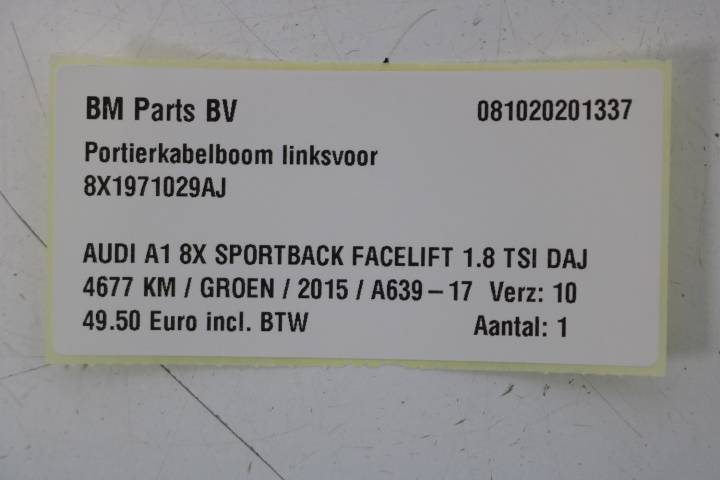 BM Parts BV 081020201337
Portierkabelboom linksvoor
8X1971029AJ
AUDI A1 8X SPORTBACK FACELIFT 1.8 TSI DAJ
4677 KM / GROEN / 2015 / A639-17 Verz: 10
49.50 Euro incl. BTW Aantal: 1